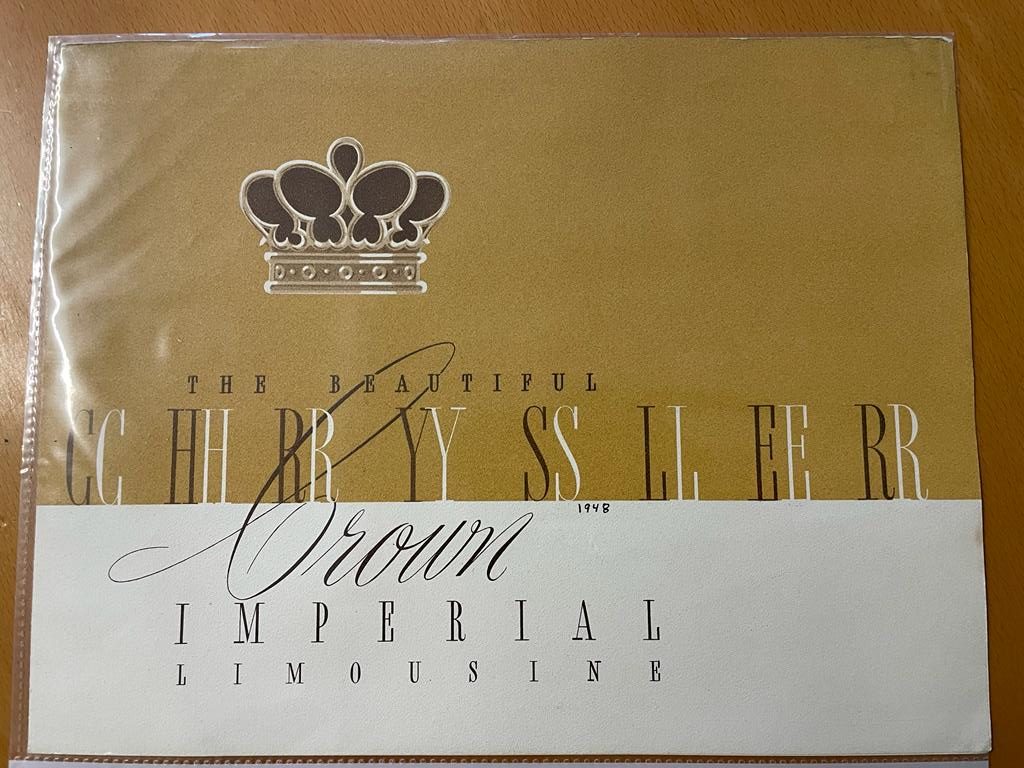 THE BEAUTIFUL
CHRYSLER
1948
Crown
IMPERIAL
LIMOUSINE